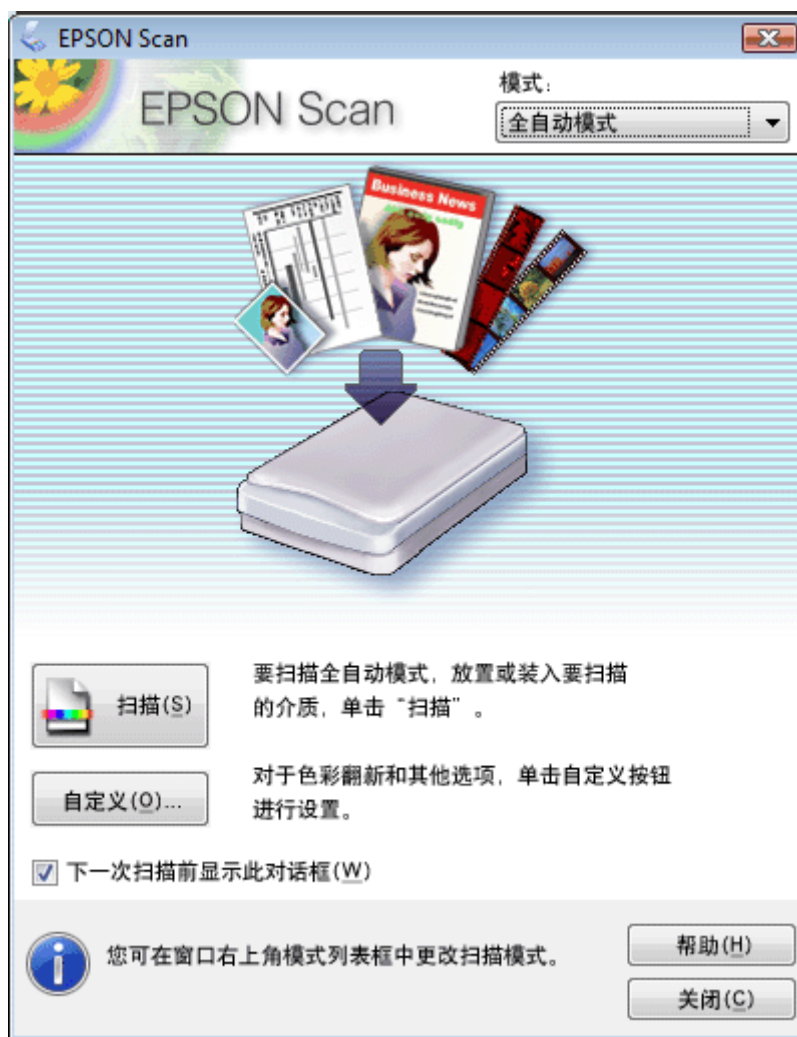 EPSON Scan
EPSON Scan
模式:
全自动模式
Business News
扫描(S)
要扫描全自动模式，放置或装入要扫描
的介质，单击“扫描”。
自定义(O)...
对于色彩翻新和其他选项，单击自定义按钮
进行设置。
下一次扫描前显示此对话框(W)
您可在窗口右上角模式列表框中更改扫描模式。
帮助(H)
关闭(C)